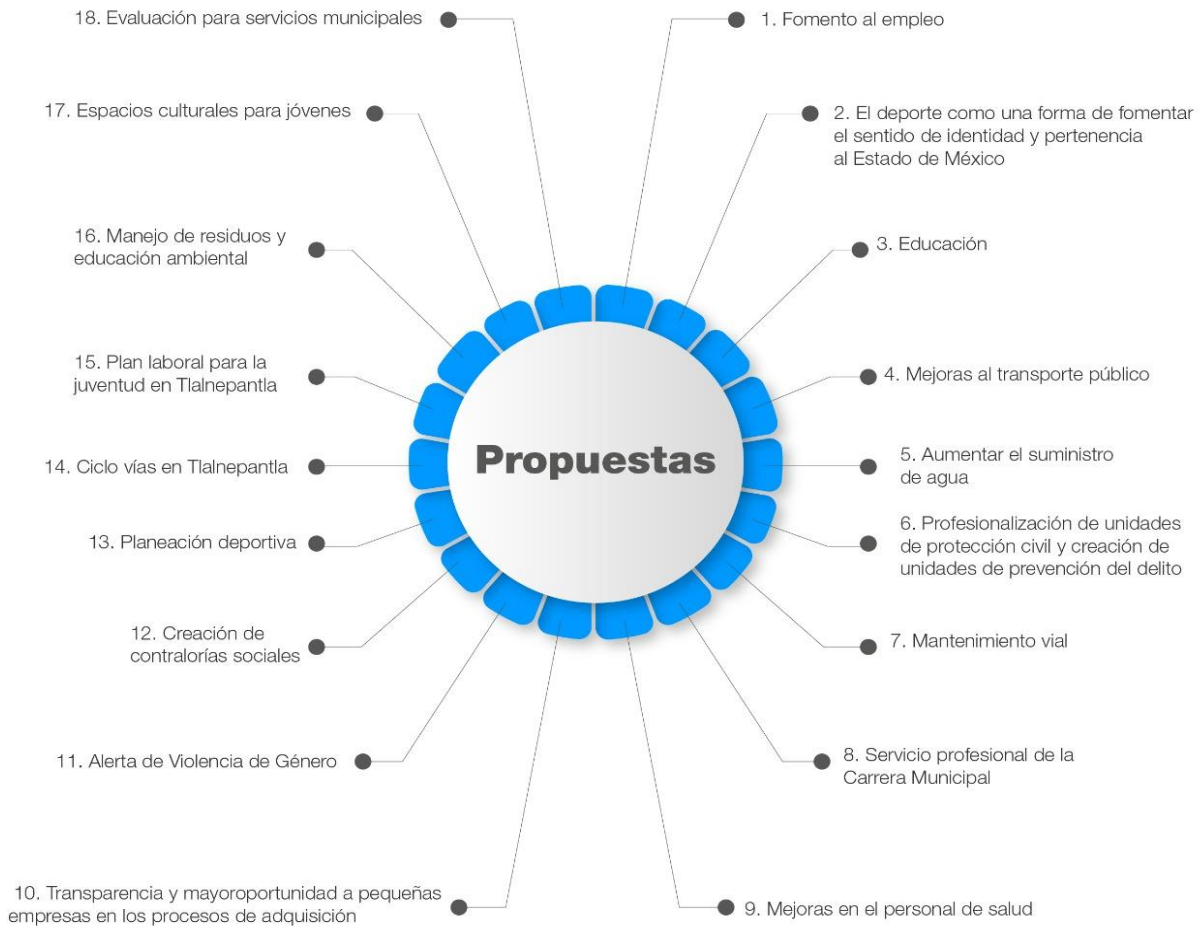 Propuestas
1. Fomento al empleo
2. El deporte como una forma de fomentar
el sentido de identidad y pertenencia
al Estado de México
3. Educación
4. Mejoras al transporte público
5. Aumentar el suministro
de agua
6. Profesionalización de unidades
de protección civil y creación de
unidades de prevención del delito
7. Mantenimiento vial
8. Servicio profesional de la
Carrera Municipal
9. Mejoras en el personal de salud
10. Transparencia y mayoroportunidad a pequeñas
empresas en los procesos de adquisición
11. Alerta de Violencia de Género
12. Creación de
contralorías sociales
13. Planeación deportiva
14. Ciclo vías en Tlalnepantla
15. Plan laboral para la
juventud en Tlalnepantla
16. Manejo de residuos y
educación ambiental
17. Espacios culturales para jóvenes
18. Evaluación para servicios municipales